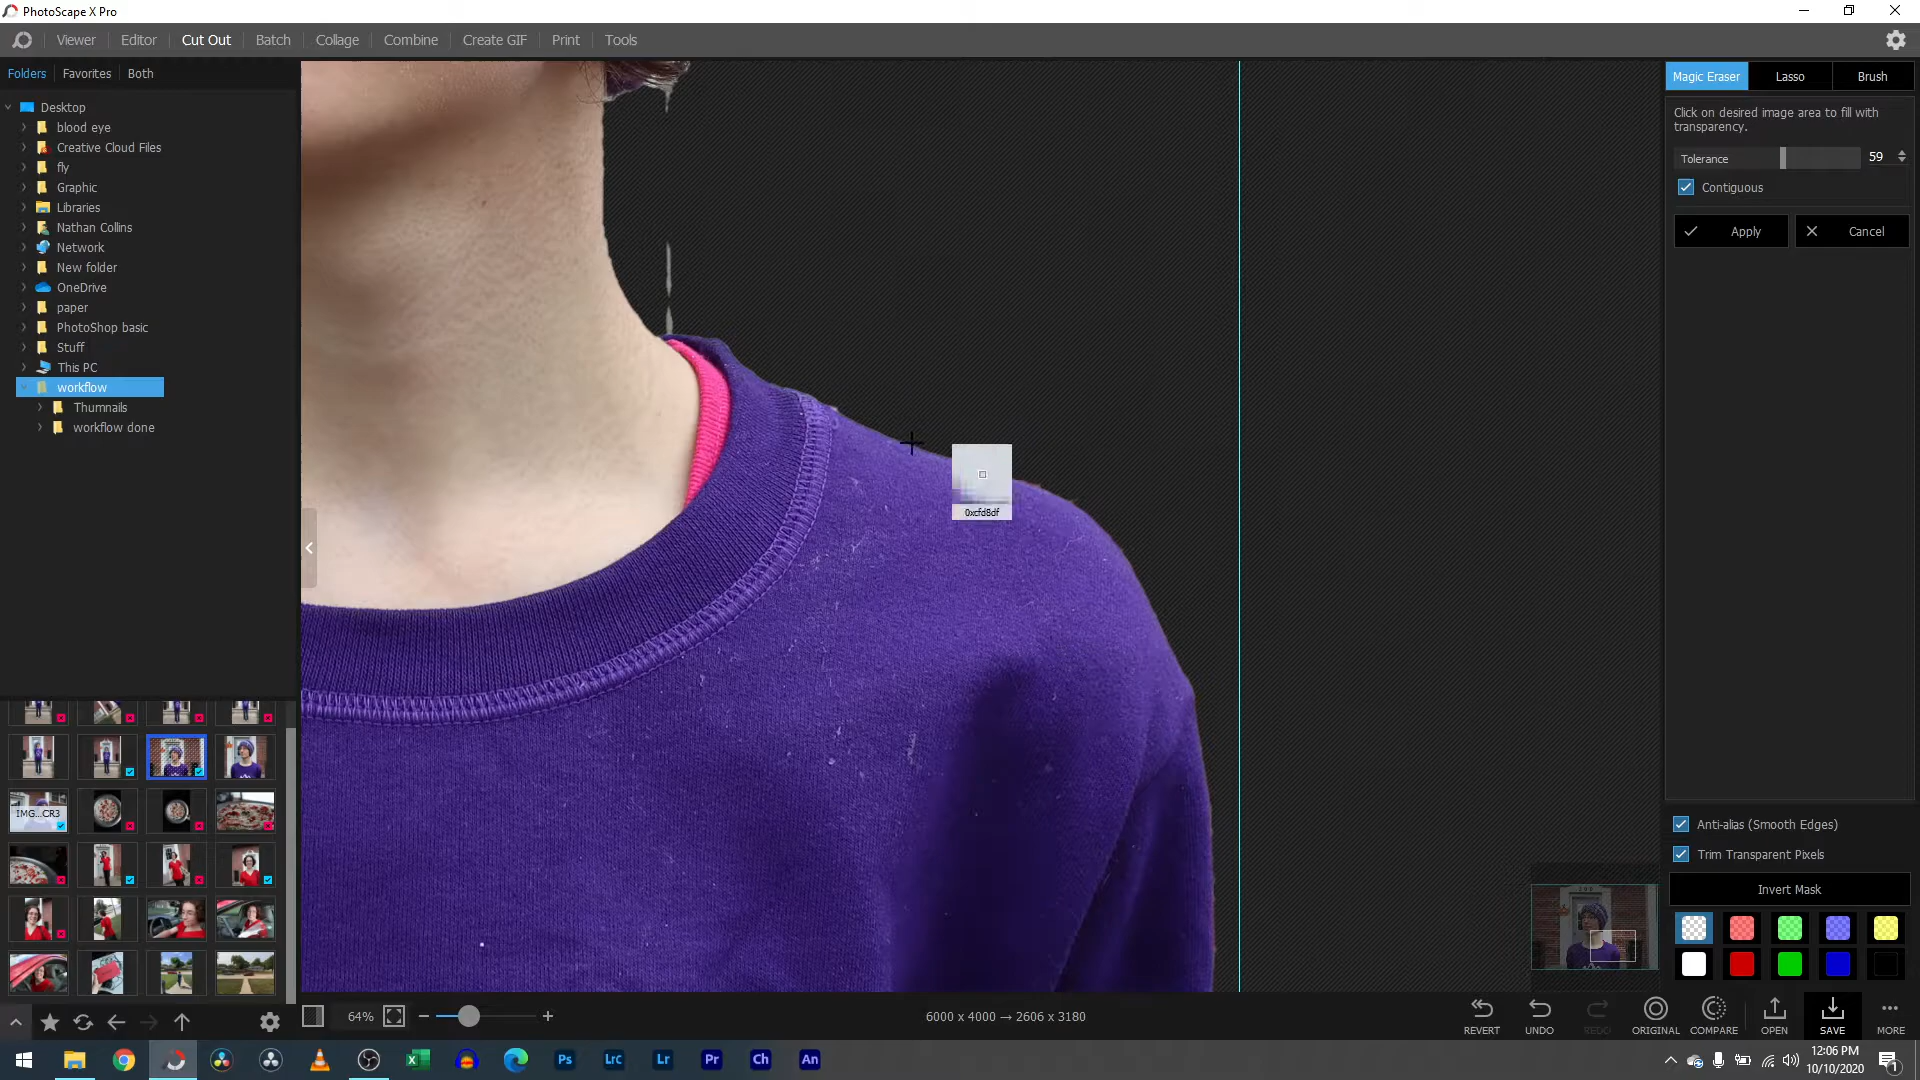 PhotoScape X Pro
Viewer Editor Cut Out Batch Collage Combine Create GIF Print Tools
Folders Favorites Both
Desktop
blood eye
Creative Cloud Files
fly
Graphic
Libraries
Nathan Collins
Network
New folder
OneDrive
paper
PhotoShop basic
Stuff
This PC
workflow
Thumnails
workflow done
IMG...CR3
0xcfd8df
Magic Eraser Lasso Brush
Click on desired image area to fill with
transparency.
Tolerance 59
Contiguous
Apply Cancel
Anti-alias (Smooth Edges)
Trim Transparent Pixels
Invert Mask
64%
6000 x 4000 → 2606 x 3180
REVERT UNDO REDO ORIGINAL COMPARE OPEN SAVE MORE
Ps Lrc Lr Pr Ch An
12:06 PM
10/10/2020
1